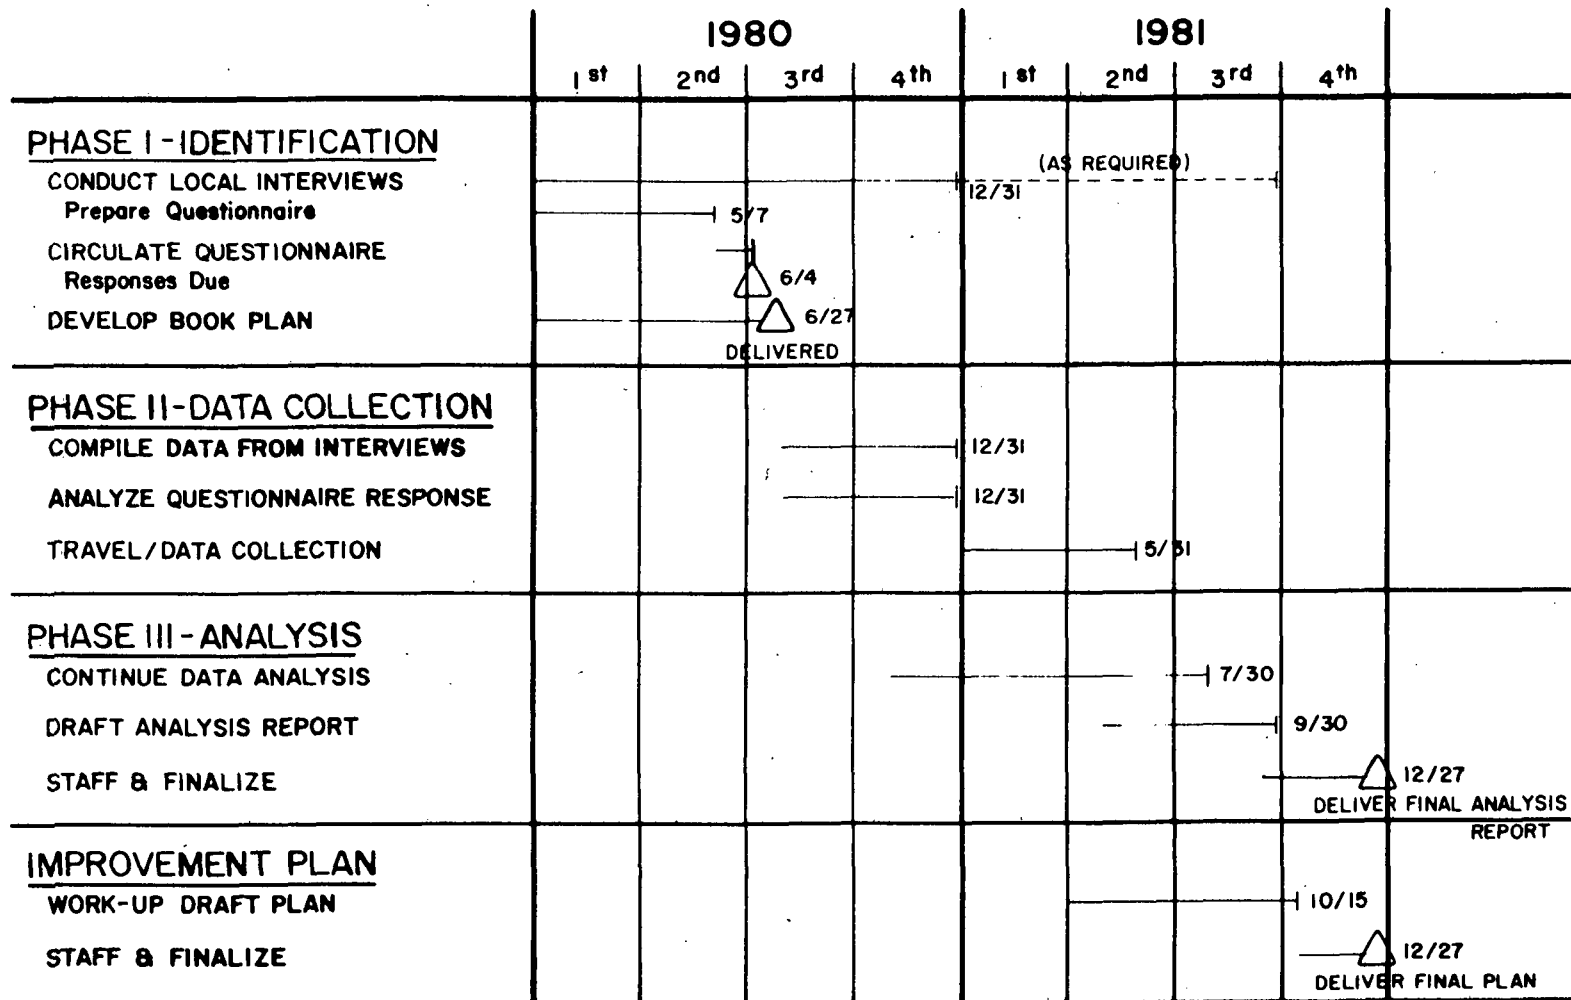 1980 1981
1st 2nd 3rd 4th 1st 2nd 3rd 4th
PHASE I-IDENTIFICATION
(AS REQUIRED)
CONDUCT LOCAL INTERVIEWS 12/31
Prepare Questionnaire 5/7
CIRCULATE QUESTIONNAIRE
Responses Due 6/4
DEVELOP BOOK PLAN 6/27
DELIVERED
PHASE II-DATA COLLECTION
COMPILE DATA FROM INTERVIEWS 12/31
ANALYZE QUESTIONNAIRE RESPONSE 12/31
TRAVEL/DATA COLLECTION 5/31
PHASE III-ANALYSIS
CONTINUE DATA ANALYSIS 7/30
DRAFT ANALYSIS REPORT 9/30
STAFF & FINALIZE 12/27
DELIVER FINAL ANALYSIS
REPORT
IMPROVEMENT PLAN
WORK-UP DRAFT PLAN 10/15
STAFF & FINALIZE 12/27
DELIVER FINAL PLAN